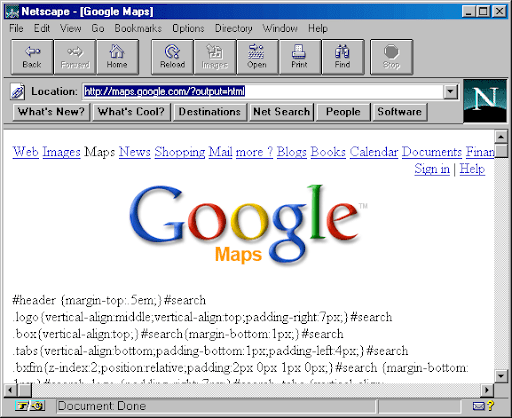 Netscape - [Google Maps]
File Edit View Go Bookmarks Options Directory Window Help
Back Forward Home Reload Images Open Print Find Stop
Location: http://maps.google.com/?output=html
N
What's New? What's Cool? Destinations Net Search People Software
Web Images Maps News Shopping Mail more ? Blogs Books Calendar Documents Finan
Sign in | Help
Google™
Maps
#header {margin-top:.5em;}#search
.logo{vertical-align:middle;vertical-align:top;padding-right:7px;}#search
.box{vertical-align:top;}#search{margin-bottom:1px;}#search
.tabs{vertical-align:bottom;padding-bottom:1px;padding-left:4px;}#search
.bxfm{z-index:2;position:relative;padding:2px 0px 1px 0px;}#search {margin-bottom:
Document: Done
?